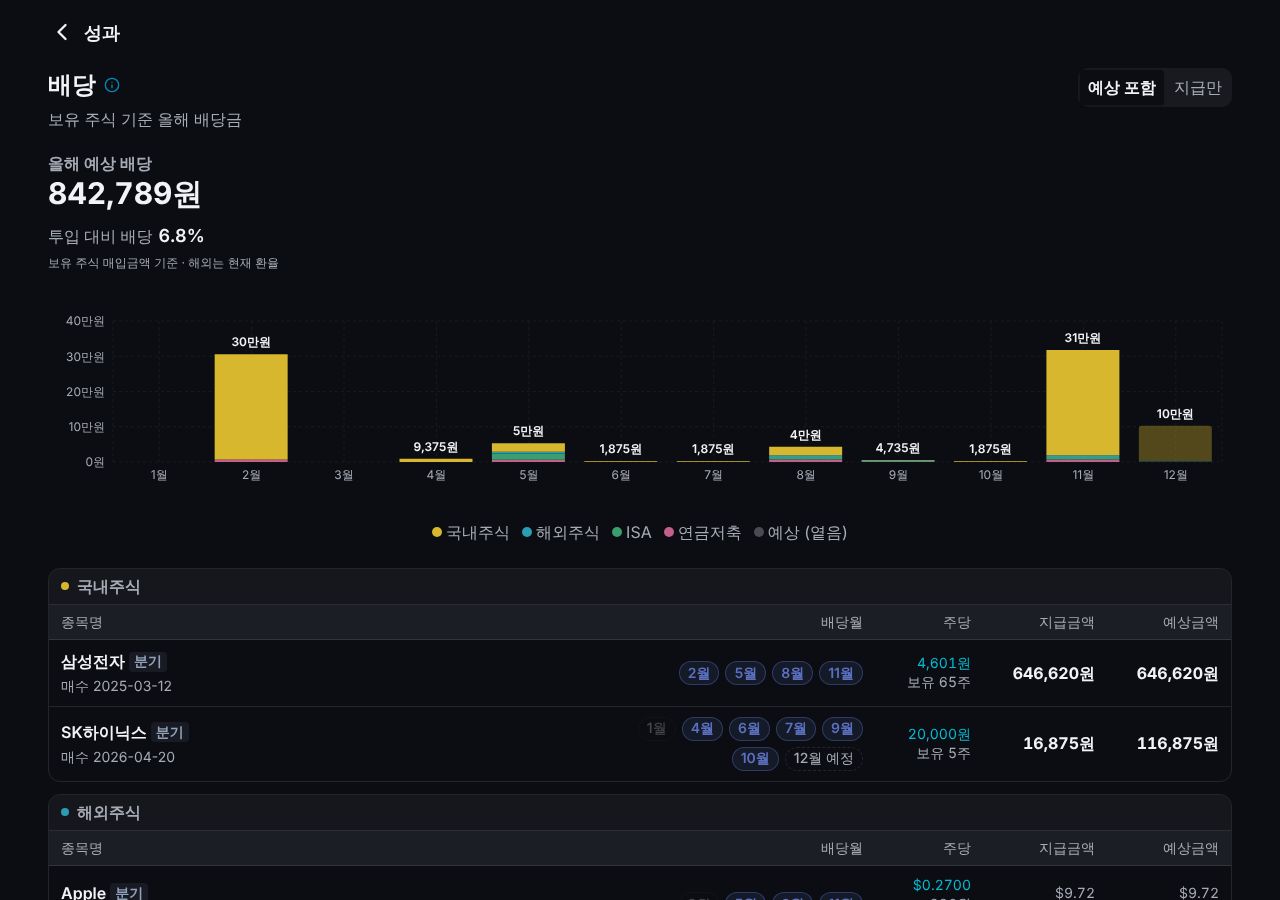 성과
배당
예상 포함 지급만
보유 주식 기준 올해 배당금
올해 예상 배당
842,789원
투입 대비 배당 6.8%
보유 주식 매입금액 기준 · 해외는 현재 환율
40만원
30만원
20만원
10만원
0원
30만원
9,375원
5만원
1,875원
1,875원
4만원
4,735원
1,875원
31만원
10만원
1월 2월 3월 4월 5월 6월 7월 8월 9월 10월 11월 12월
국내주식 해외주식 ISA 연금저축 예상 (옅음)
국내주식
종목명 배당월 주당 지급금액 예상금액
삼성전자 분기 2월 5월 8월 11월 4,601원 646,620원 646,620원
매수 2025-03-12 보유 65주
SK하이닉스 분기 1월 4월 6월 7월 9월 20,000원 16,875원 116,875원
매수 2026-04-20 10월 12월 예정 보유 5주
해외주식
종목명 배당월 주당 지급금액 예상금액
Apple 분기 $0.2700 $9.72 $9.72